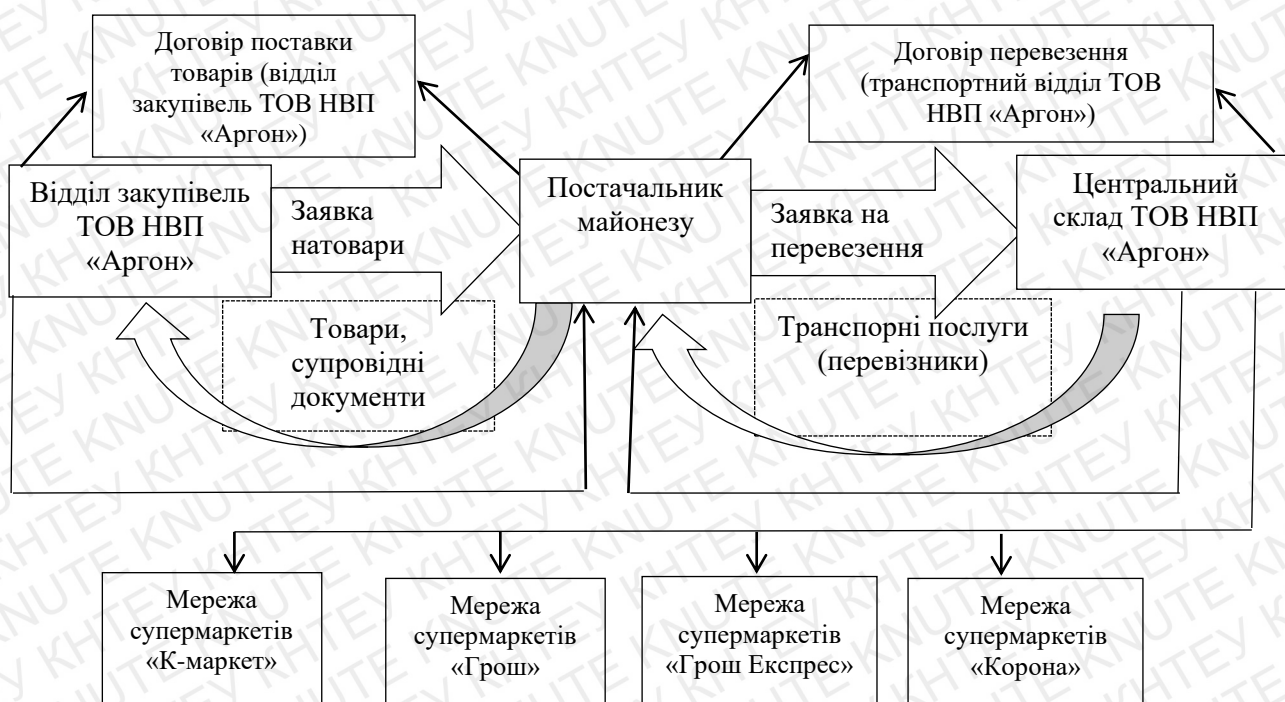 Договір поставки
товарів (відділ
закупівель ТОВ НВП
«Аргон»)
Договір перевезення
(транспортний відділ ТОВ
НВП «Аргон»)
Відділ закупівель
ТОВ НВП
«Аргон»
Заявка
натовари
Постачальник
майонезу
Заявка на
перевезення
Центральний
склад ТОВ НВП
«Аргон»
Товари,
супровідні
документи
Транспорні послуги
(перевізники)
Мережа
супермаркетів
«К-маркет»
Мережа
супермаркетів
«Грош»
Мережа
супермаркетів
«Грош Експрес»
Мережа
супермаркетів
«Корона»